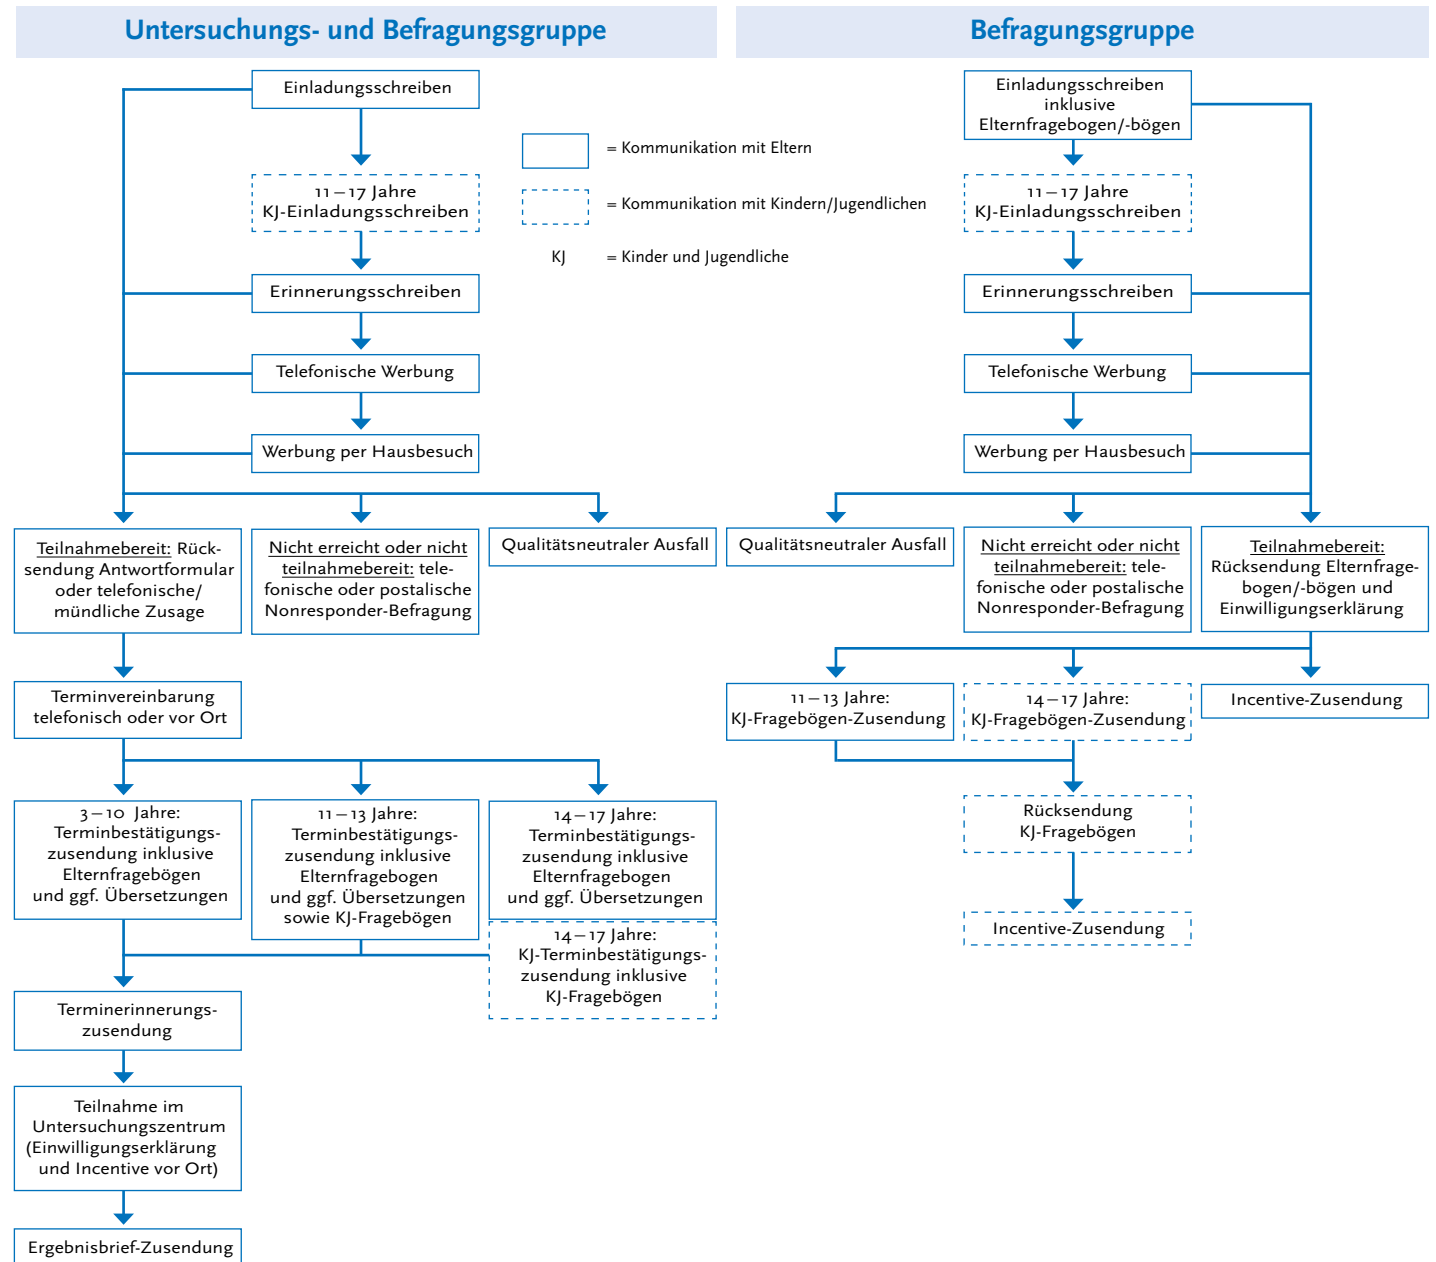 Untersuchungs- und Befragungsgruppe
Einladungsschreiben
11 – 17 Jahre
KJ-Einladungsschreiben
Erinnerungsschreiben
Telefonische Werbung
Werbung per Hausbesuch
= Kommunikation mit Eltern
= Kommunikation mit Kindern/Jugendlichen
KJ = Kinder und Jugendliche
Teilnahmebereit: Rück-
sendung Antwortformular
oder telefonische/
mündliche Zusage
Nicht erreicht oder nicht
teilnahmebereit: tele-
fonische oder postalische
Nonresponder-Befragung
Qualitätsneutraler Ausfall
Terminvereinbarung
telefonisch oder vor Ort
3 – 10 Jahre:
Terminbestätigungs-
zusendung inklusive
Elternfragebögen
und ggf. Übersetzungen
11 – 13 Jahre:
Terminbestätigungs-
zusendung inklusive
Elternfragebogen
und ggf. Übersetzungen
sowie KJ-Fragebögen
14 – 17 Jahre:
Terminbestätigungs-
zusendung inklusive
Elternfragebogen
und ggf. Übersetzungen
14 – 17 Jahre:
KJ-Terminbestätigungs-
zusendung inklusive
KJ-Fragebögen
Terminerinnerungs-
zusendung
Teilnahme im
Untersuchungszentrum
(Einwilligungserklärung
und Incentive vor Ort)
Ergebnisbrief-Zusendung
Befragungsgruppe
Einladungsschreiben
inklusive
Elternfragebogen/-bögen
11 – 17 Jahre
KJ-Einladungsschreiben
Erinnerungsschreiben
Telefonische Werbung
Werbung per Hausbesuch
Qualitätsneutraler Ausfall
Nicht erreicht oder nicht
teilnahmebereit: tele-
fonische oder postalische
Nonresponder-Befragung
Teilnahmebereit:
Rücksendung Elternfrage-
bogen/-bögen und
Einwilligungserklärung
11 – 13 Jahre:
KJ-Fragebögen-Zusendung
14 – 17 Jahre:
KJ-Fragebögen-Zusendung
Incentive-Zusendung
Rücksendung
KJ-Fragebögen
Incentive-Zusendung